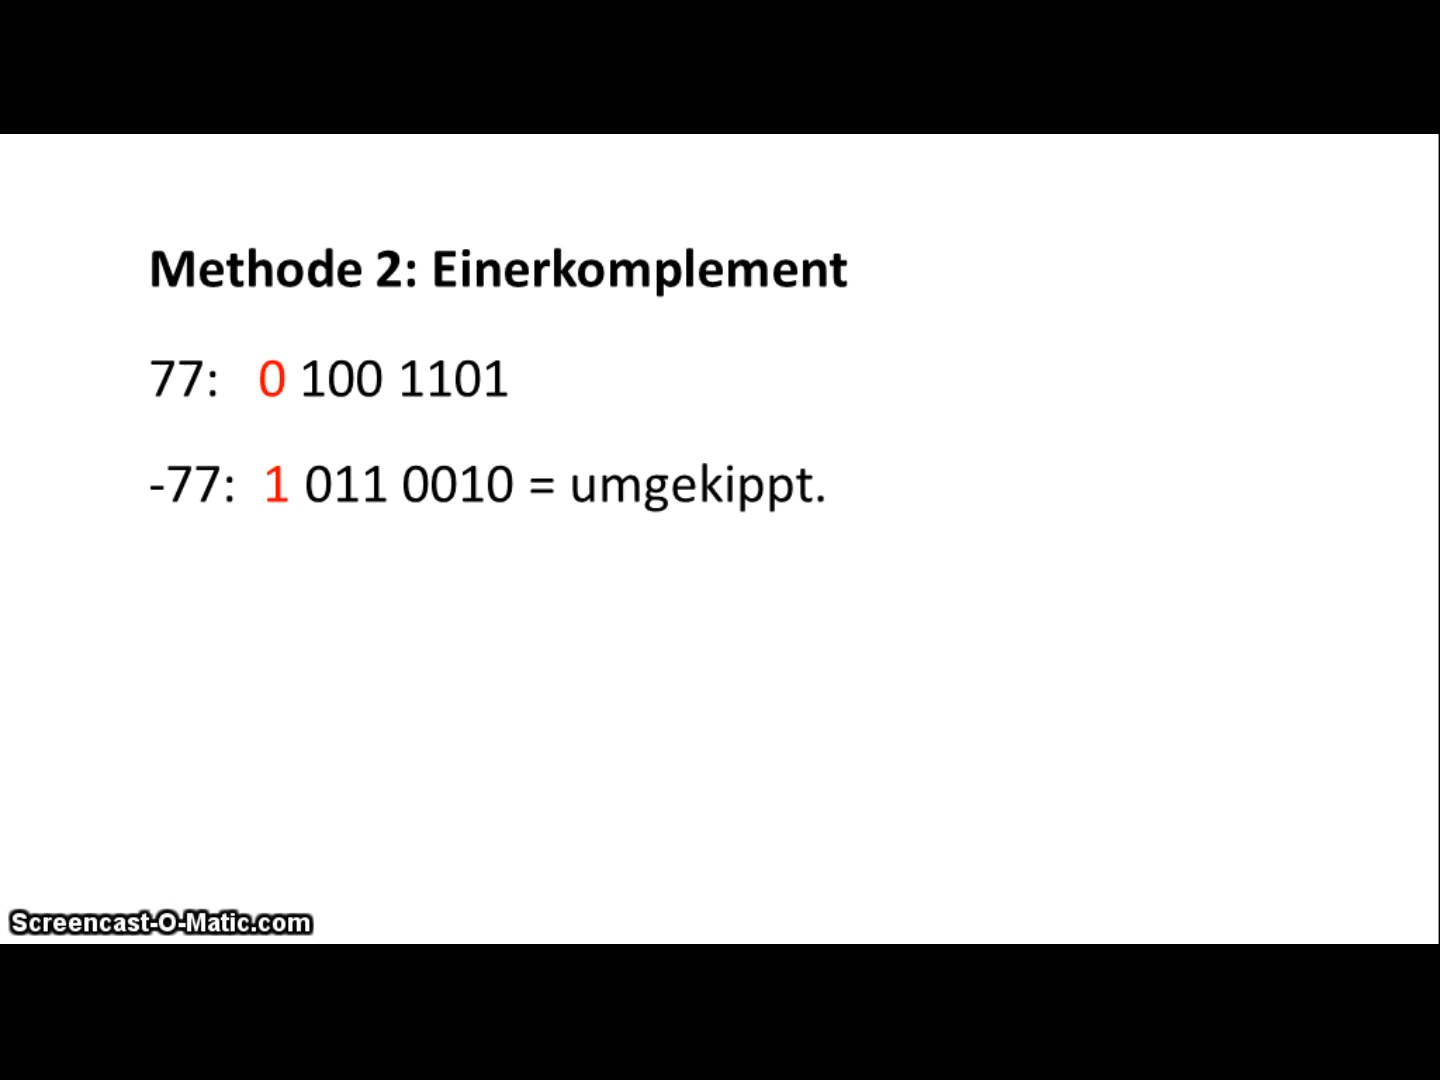 Methode 2: Einerkomplement
77: 0 100 1101
-77: 1 011 0010 = umgekippt.
Screencast-O-Matic.com